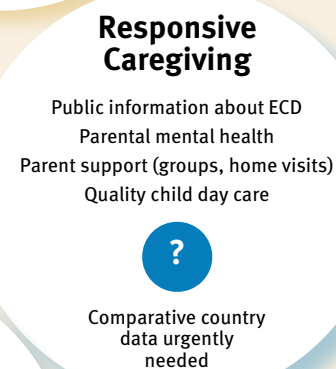 Responsive
Caregiving
Public information about ECD
Parental mental health
Parent support (groups, home visits)
Quality child day care
?
Comparative country
data urgently
needed